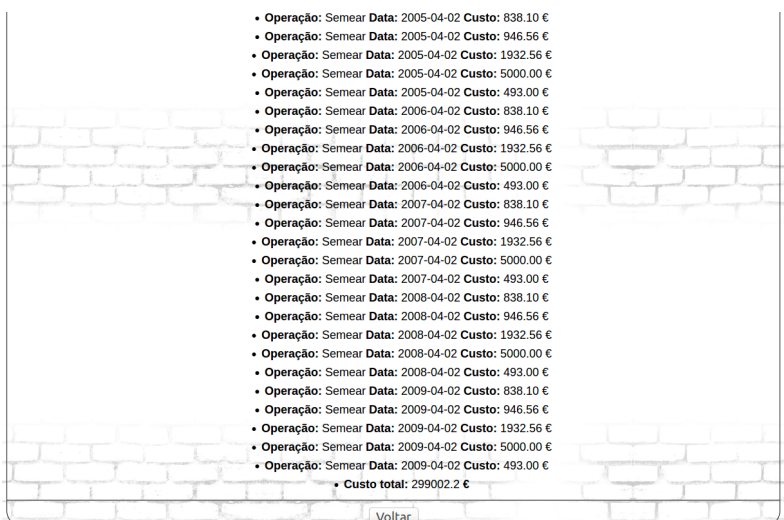 • Operação: Semear Data: 2005-04-02 Custo: 838.10 €
• Operação: Semear Data: 2005-04-02 Custo: 946.56 €
• Operação: Semear Data: 2005-04-02 Custo: 1932.56 €
• Operação: Semear Data: 2005-04-02 Custo: 5000.00 €
• Operação: Semear Data: 2005-04-02 Custo: 493.00 €
• Operação: Semear Data: 2006-04-02 Custo: 838.10 €
• Operação: Semear Data: 2006-04-02 Custo: 946.56 €
• Operação: Semear Data: 2006-04-02 Custo: 1932.56 €
• Operação: Semear Data: 2006-04-02 Custo: 5000.00 €
• Operação: Semear Data: 2006-04-02 Custo: 493.00 €
• Operação: Semear Data: 2007-04-02 Custo: 838.10 €
• Operação: Semear Data: 2007-04-02 Custo: 946.56 €
• Operação: Semear Data: 2007-04-02 Custo: 1932.56 €
• Operação: Semear Data: 2007-04-02 Custo: 5000.00 €
• Operação: Semear Data: 2007-04-02 Custo: 493.00 €
• Operação: Semear Data: 2008-04-02 Custo: 838.10 €
• Operação: Semear Data: 2008-04-02 Custo: 946.56 €
• Operação: Semear Data: 2008-04-02 Custo: 1932.56 €
• Operação: Semear Data: 2008-04-02 Custo: 5000.00 €
• Operação: Semear Data: 2008-04-02 Custo: 493.00 €
• Operação: Semear Data: 2009-04-02 Custo: 838.10 €
• Operação: Semear Data: 2009-04-02 Custo: 946.56 €
• Operação: Semear Data: 2009-04-02 Custo: 1932.56 €
• Operação: Semear Data: 2009-04-02 Custo: 5000.00 €
• Operação: Semear Data: 2009-04-02 Custo: 493.00 €
• Custo total: 299002.2 €
Voltar